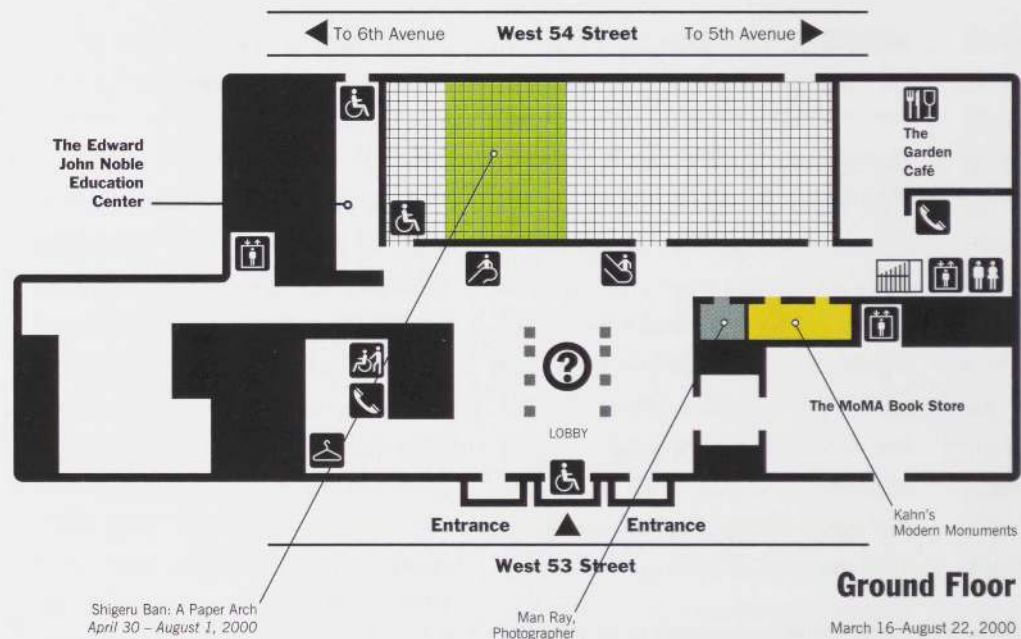 To 6th Avenue
West 54 Street
To 5th Avenue
The Edward
John Noble
Education
Center
The
Garden
Café
?
LOBBY
The MoMA Book Store
Entrance
Entrance
West 53 Street
Kahn's
Modern Monuments
Shigeru Ban: A Paper Arch
April 30 – August 1, 2000
Man Ray,
Photographer
Ground Floor
March 16–August 22, 2000